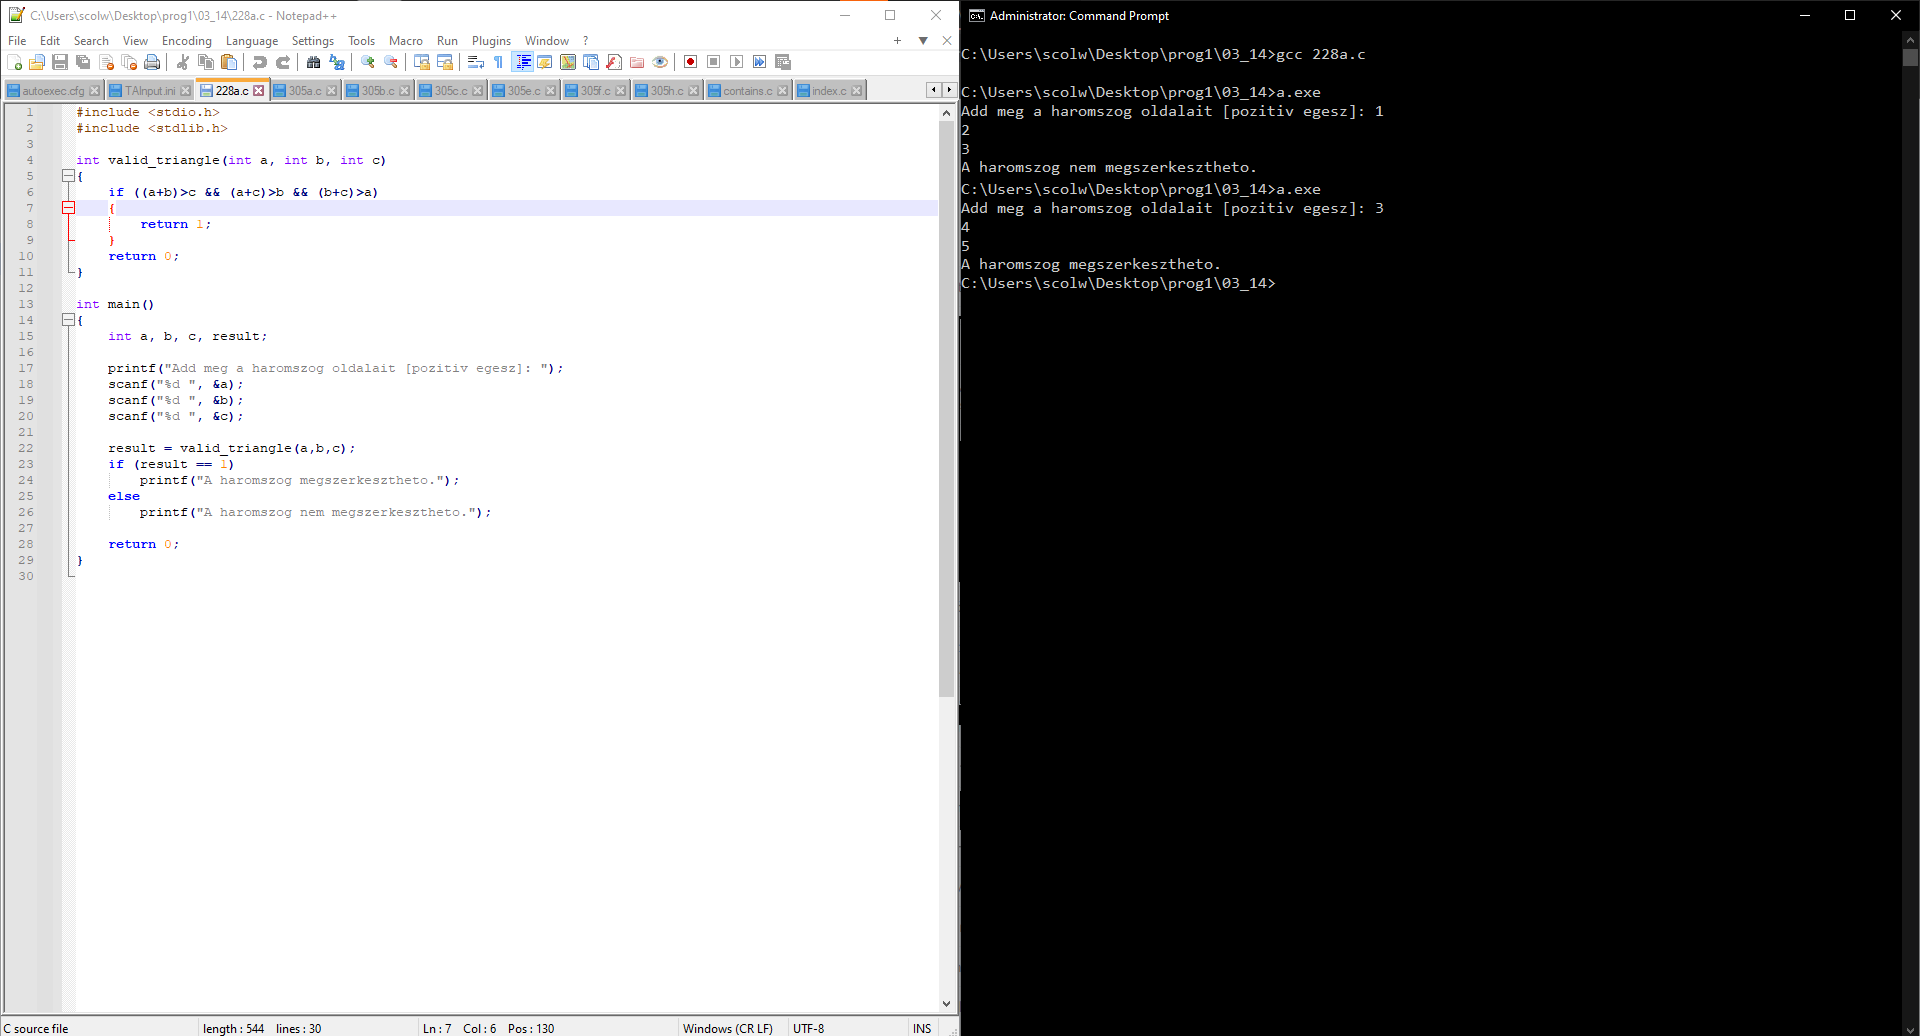 C:\Users\scolw\Desktop\prog1\03_14\228a.c - Notepad++
File Edit Search View Encoding Language Settings Tools Macro Run Plugins Window ?
autoexec.cfg TAInput.ini 228a.c 305a.c 305b.c 305c.c 305e.c 305f.c 305h.c contains.c index.c
1 #include <stdio.h>
2 #include <stdlib.h>
3
4 int valid_triangle(int a, int b, int c)
5 {
6 if ((a+b)>c && (a+c)>b && (b+c)>a)
7 {
8 return 1;
9 }
10 return 0;
11 }
12
13 int main()
14 {
15 int a, b, c, result;
16
17 printf("Add meg a haromszog oldalait [pozitiv egesz]: ");
18 scanf("%d ", &a);
19 scanf("%d ", &b);
20 scanf("%d ", &c);
21
22 result = valid_triangle(a,b,c);
23 if (result == 1)
24 printf("A haromszog megszerkesztheto.");
25 else
26 printf("A haromszog nem megszerkesztheto.");
27
28 return 0;
29 }
30
C source file length : 544 lines : 30 Ln : 7 Col : 6 Pos : 130 Windows (CR LF) UTF-8 INS
Administrator: Command Prompt
C:\Users\scolw\Desktop\prog1\03_14>gcc 228a.c
C:\Users\scolw\Desktop\prog1\03_14>a.exe
Add meg a haromszog oldalait [pozitiv egesz]: 1
2
3
A haromszog nem megszerkesztheto.
C:\Users\scolw\Desktop\prog1\03_14>a.exe
Add meg a haromszog oldalait [pozitiv egesz]: 3
4
5
A haromszog megszerkesztheto.
C:\Users\scolw\Desktop\prog1\03_14>